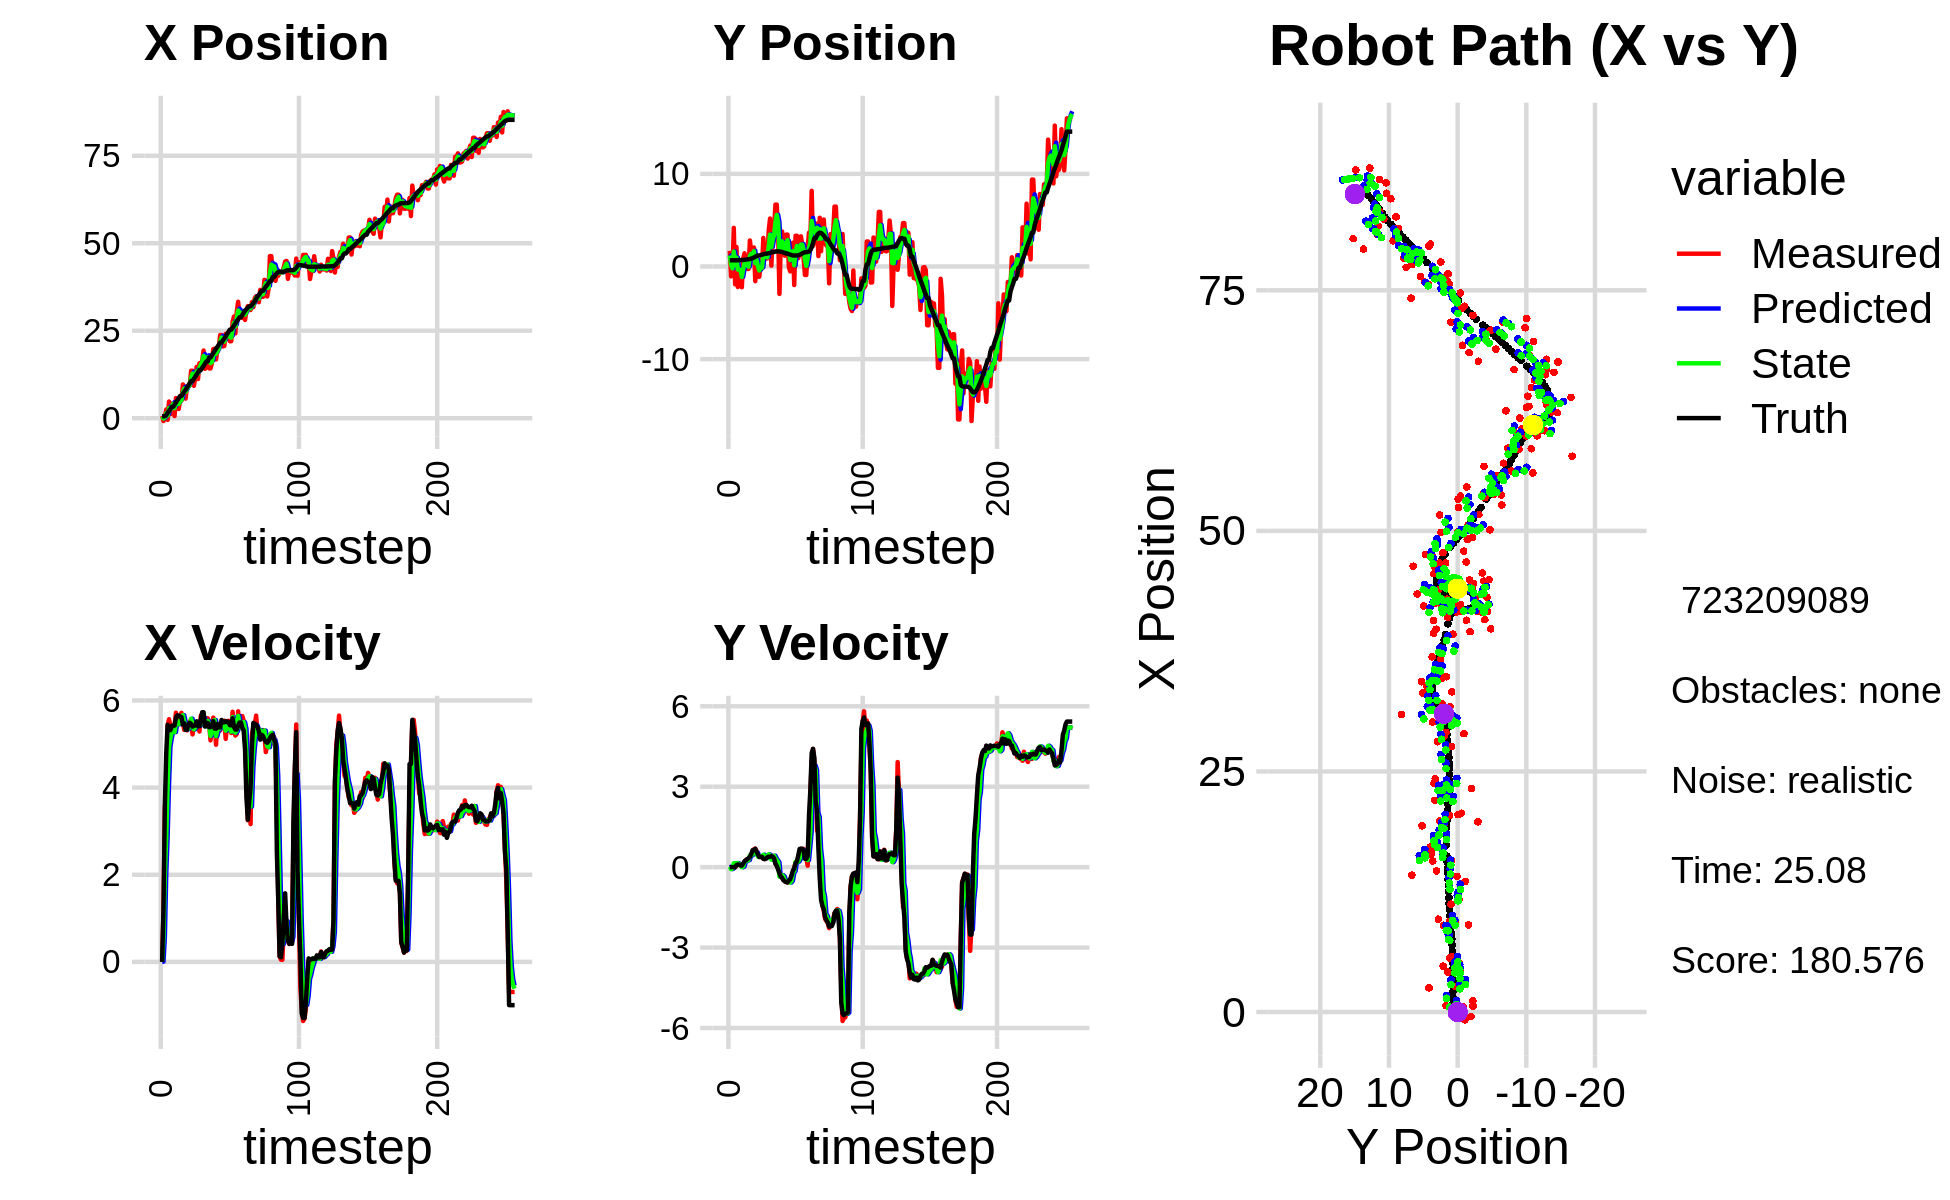 X Position
75
50
25
0
0
100
200
timestep
Y Position
10
0
-10
0
100
200
timestep
X Velocity
6
4
2
0
0
100
200
timestep
Y Velocity
6
3
0
-3
-6
0
100
200
timestep
Robot Path (X vs Y)
X Position
75
50
25
0
20 10 0 -10 -20
Y Position
variable
Measured
Predicted
State
Truth
723209089
Obstacles: none
Noise: realistic
Time: 25.08
Score: 180.576